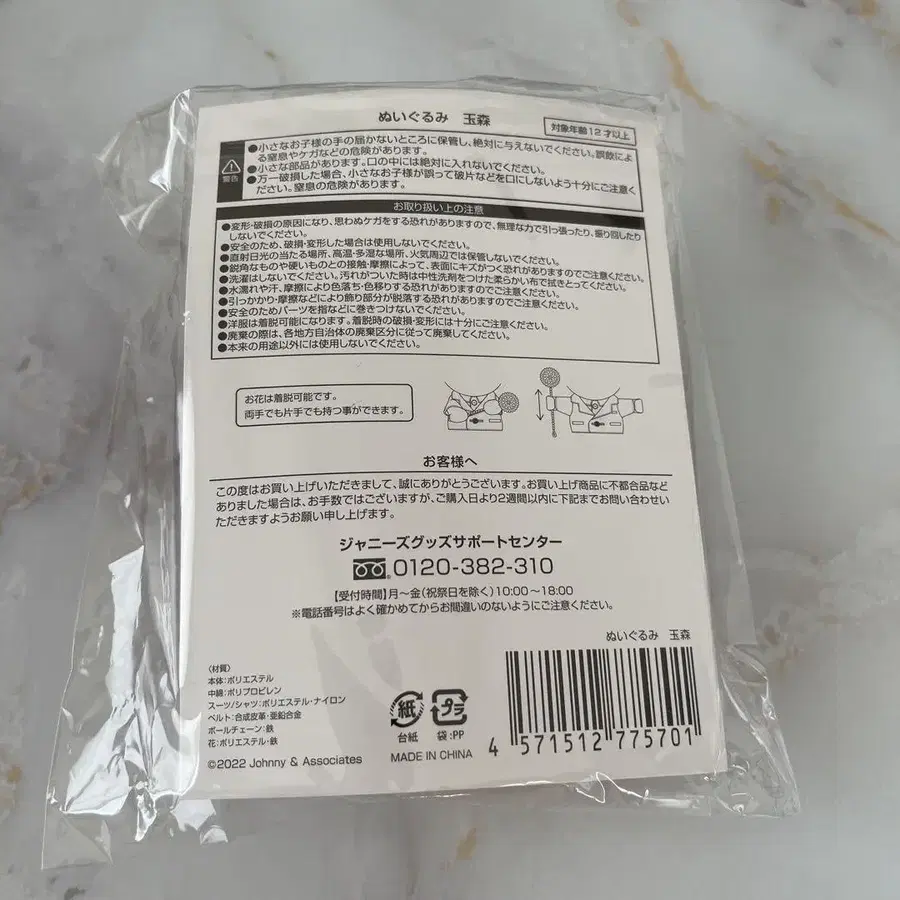 ぬいぐるみ 玉森
対象年齢12才以上
警告
●小さなお子様の手の届かないところに保管し、絶対に与えないでください。誤飲によ
る窒息やケガなどの危険があります。
●小さな部品があります。口の中には絶対に入れないでください。
●万一破損した場合、小さなお子様が誤って破片などを口にしないよう十分にご注意く
ださい。窒息の危険があります。
お取り扱い上の注意
●変形・破損の原因になり、思わぬケガをする恐れがありますので、無理な力で引っ張ったり、振り回したり
しないでください。
●安全のため、破損・変形した場合は使用しないでください。
●直射日光の当たる場所、高温・多湿な場所、火気周辺では保管しないでください。
●鋭角なものや硬いものとの接触・摩擦によって、表面にキズがつく恐れがありますのでご注意ください。
●洗濯はしないでください。汚れがついた時は中性洗剤をつけた柔らかい布で拭きとってください。
●水濡れや汗、摩擦により色落ち・色移りする恐れがありますのでご注意ください。
●引っかかり・摩擦などにより飾り部分が脱落する恐れがありますのでご注意ください。
●安全のためパーツを指などに巻きつけないでください。
●洋服は着脱可能になります。着脱時の破損・変形には十分にご注意ください。
●廃棄の際は、各地方自治体の廃棄区分に従って廃棄してください。
●本来の用途以外には使用しないでください。
お花は着脱可能です。
両手でも片手でも持つ事ができます。
お客様へ
この度はお買い上げいただきまして、誠にありがとうございます。お買い上げ商品に不都合品など
ありました場合は、お手数ではございますが、ご購入日より2週間以内に下記までお問い合わせい
ただきますようお願い申し上げます。
ジャニーズグッズサポートセンター
0120-382-310
【受付時間】月〜金(祝祭日を除く)10:00〜18:00
※電話番号はよく確かめてからお間違いのないようにご注意ください。
ぬいぐるみ 玉森
〈材質〉
本体:ポリエステル
中綿:ポリプロピレン
スーツ/シャツ:ポリエステル・ナイロン
ベルト:合成皮革・亜鉛合金
ボールチェーン:鉄
花:ポリエステル・鉄
©2022 Johnny & Associates
紙
台紙
プラ
袋:PP
MADE IN CHINA
4 571512 775701